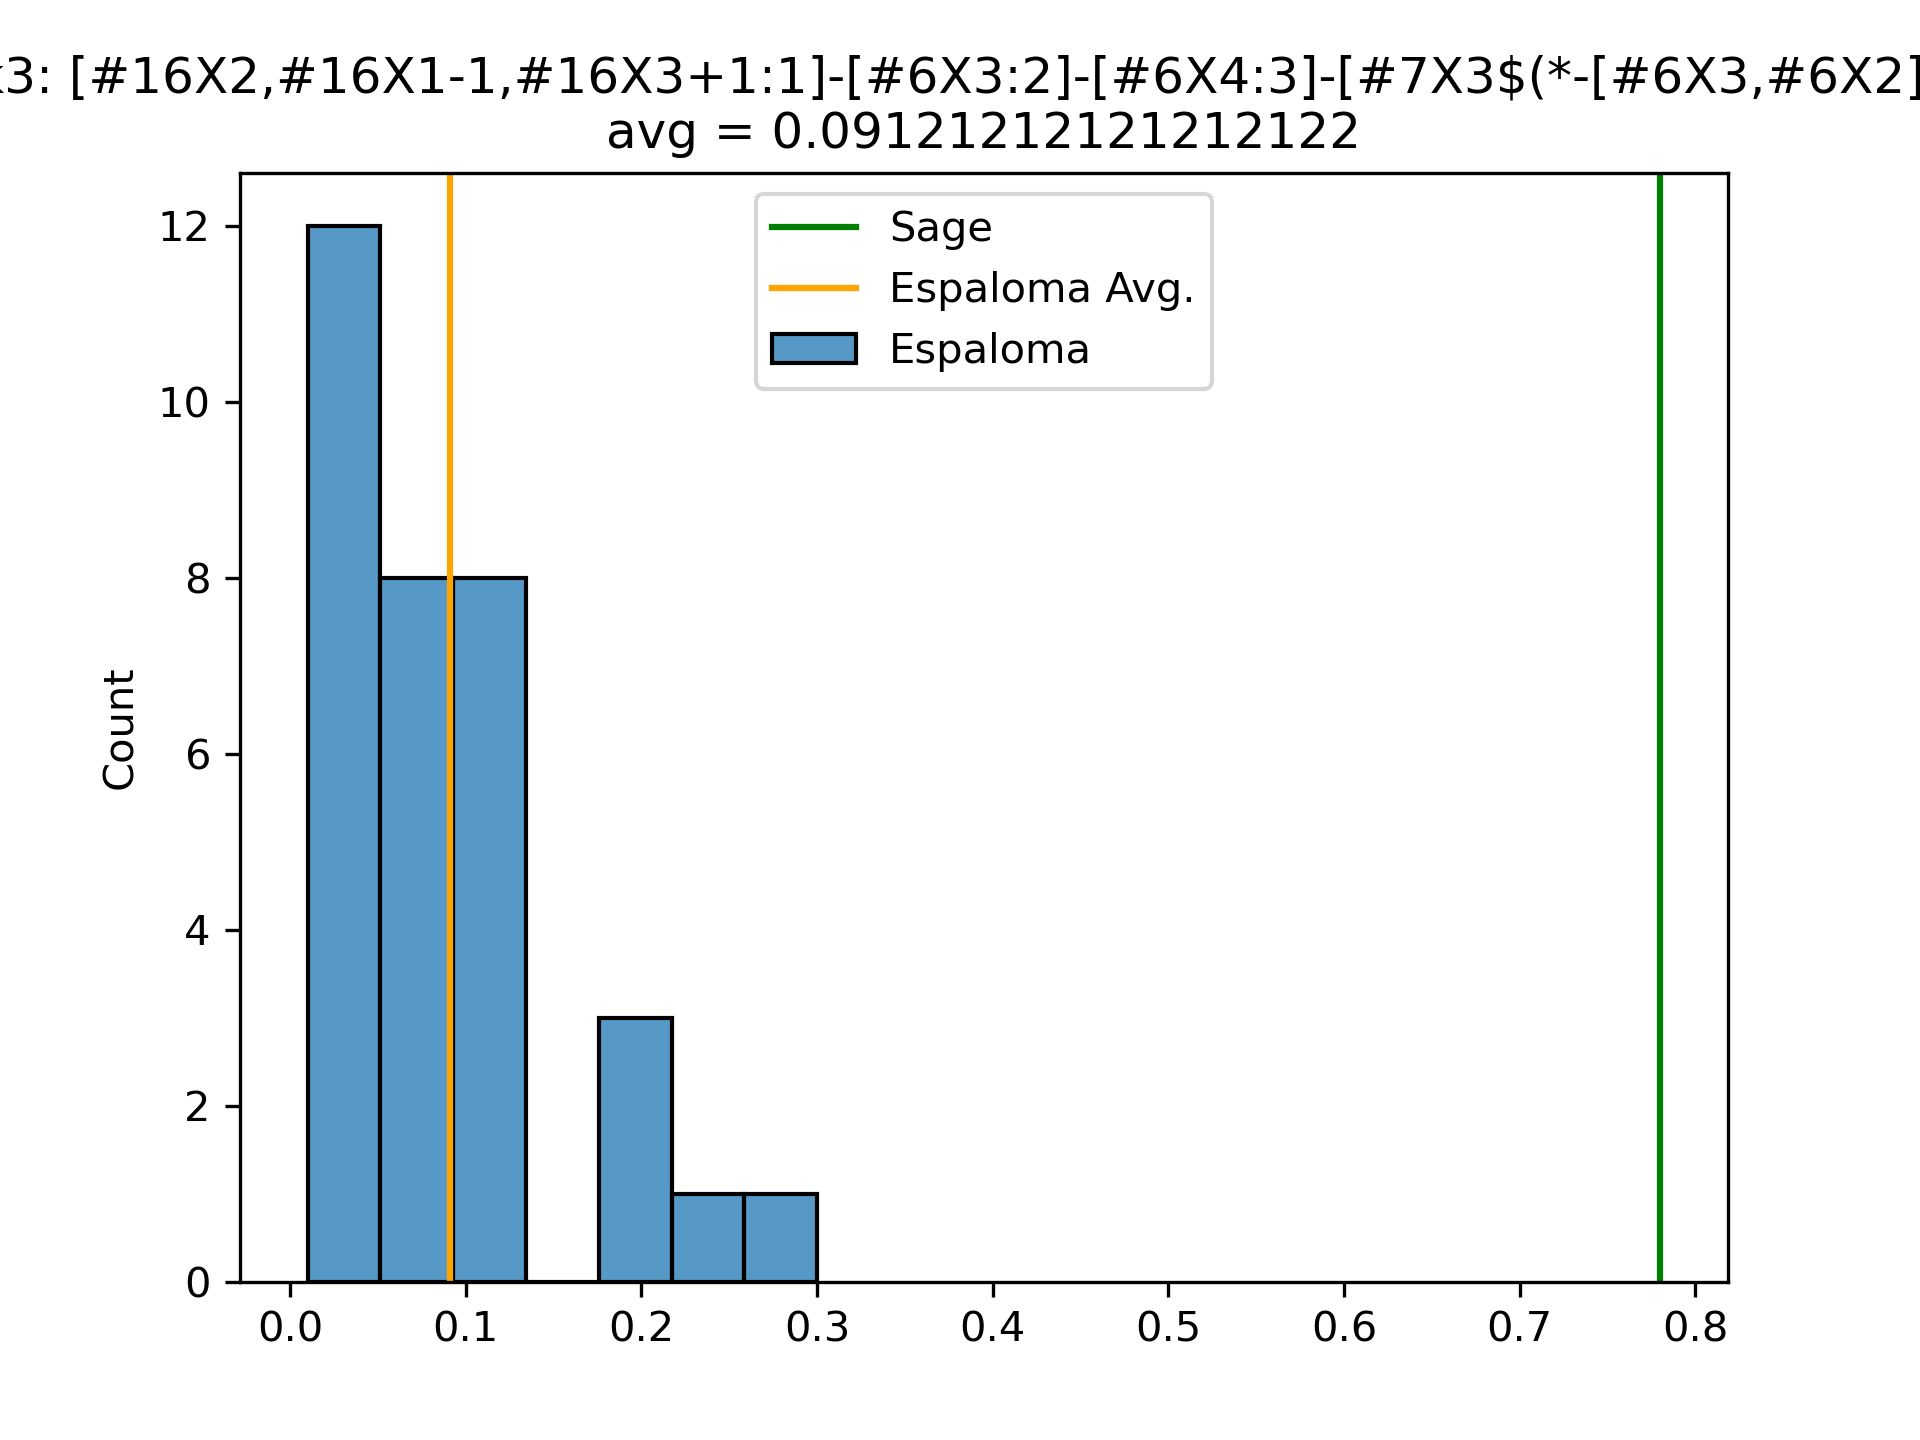 3: [#16X2,#16X1-1,#16X3+1:1]-[#6X3:2]-[#6X4:3]-[#7X3$(*-[#6X3,#6X2]
avg = 0.09121212121212122
Sage
Espaloma Avg.
Espaloma
Count
12
10
8
6
4
2
0
0.0 0.1 0.2 0.3 0.4 0.5 0.6 0.7 0.8